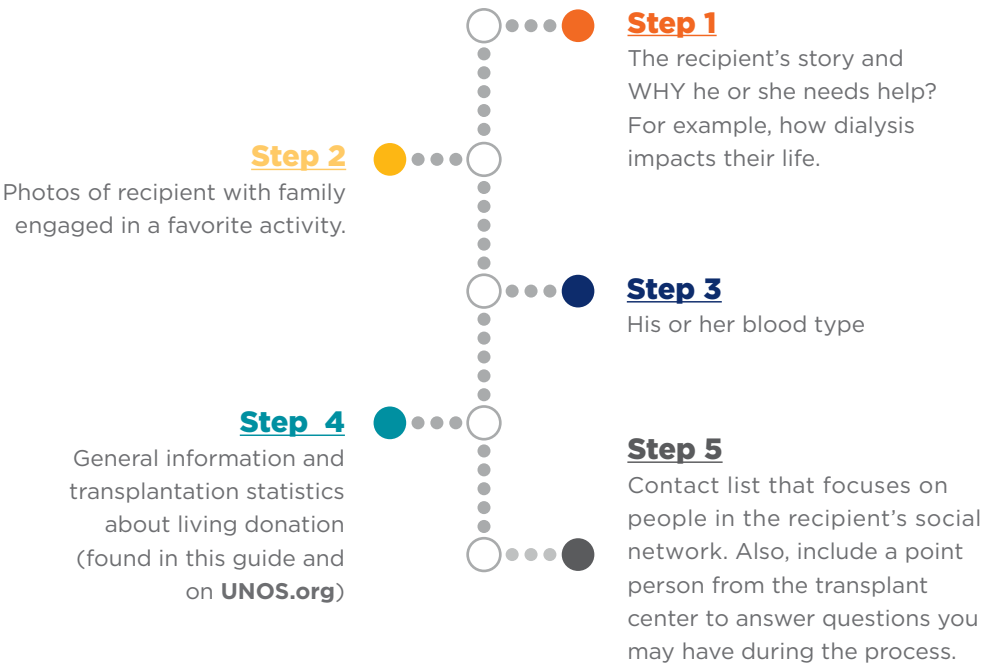 Step 1
The recipient’s story and
WHY he or she needs help?
For example, how dialysis
impacts their life.
Step 2
Photos of recipient with family
engaged in a favorite activity.
Step 3
His or her blood type
Step 4
General information and
transplantation statistics
about living donation
(found in this guide and
on UNOS.org)
Step 5
Contact list that focuses on
people in the recipient’s social
network. Also, include a point
person from the transplant
center to answer questions you
may have during the process.